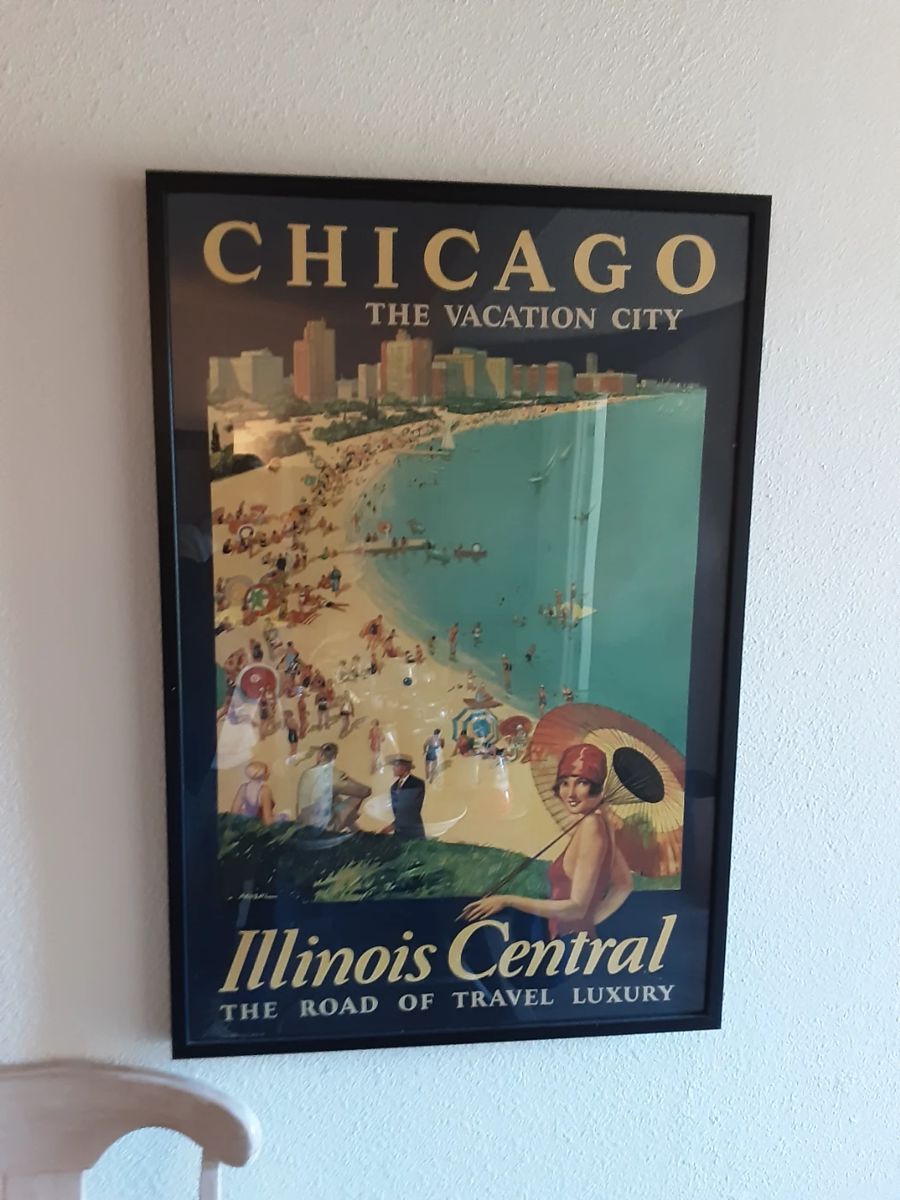 CHICAGO
THE VACATION CITY
Illinois Central
THE ROAD OF TRAVEL LUXURY